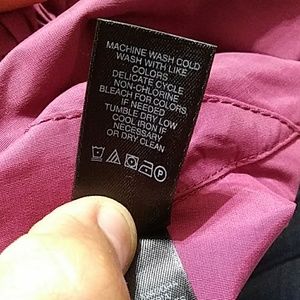 MACHINE WASH COLD
WASH WITH LIKE
COLORS
DELICATE CYCLE
NON-CHLORINE
BLEACH FOR COLORS
IF NEEDED
TUMBLE DRY LOW
COOL IRON IF
NECESSARY
OR DRY CLEAN
P